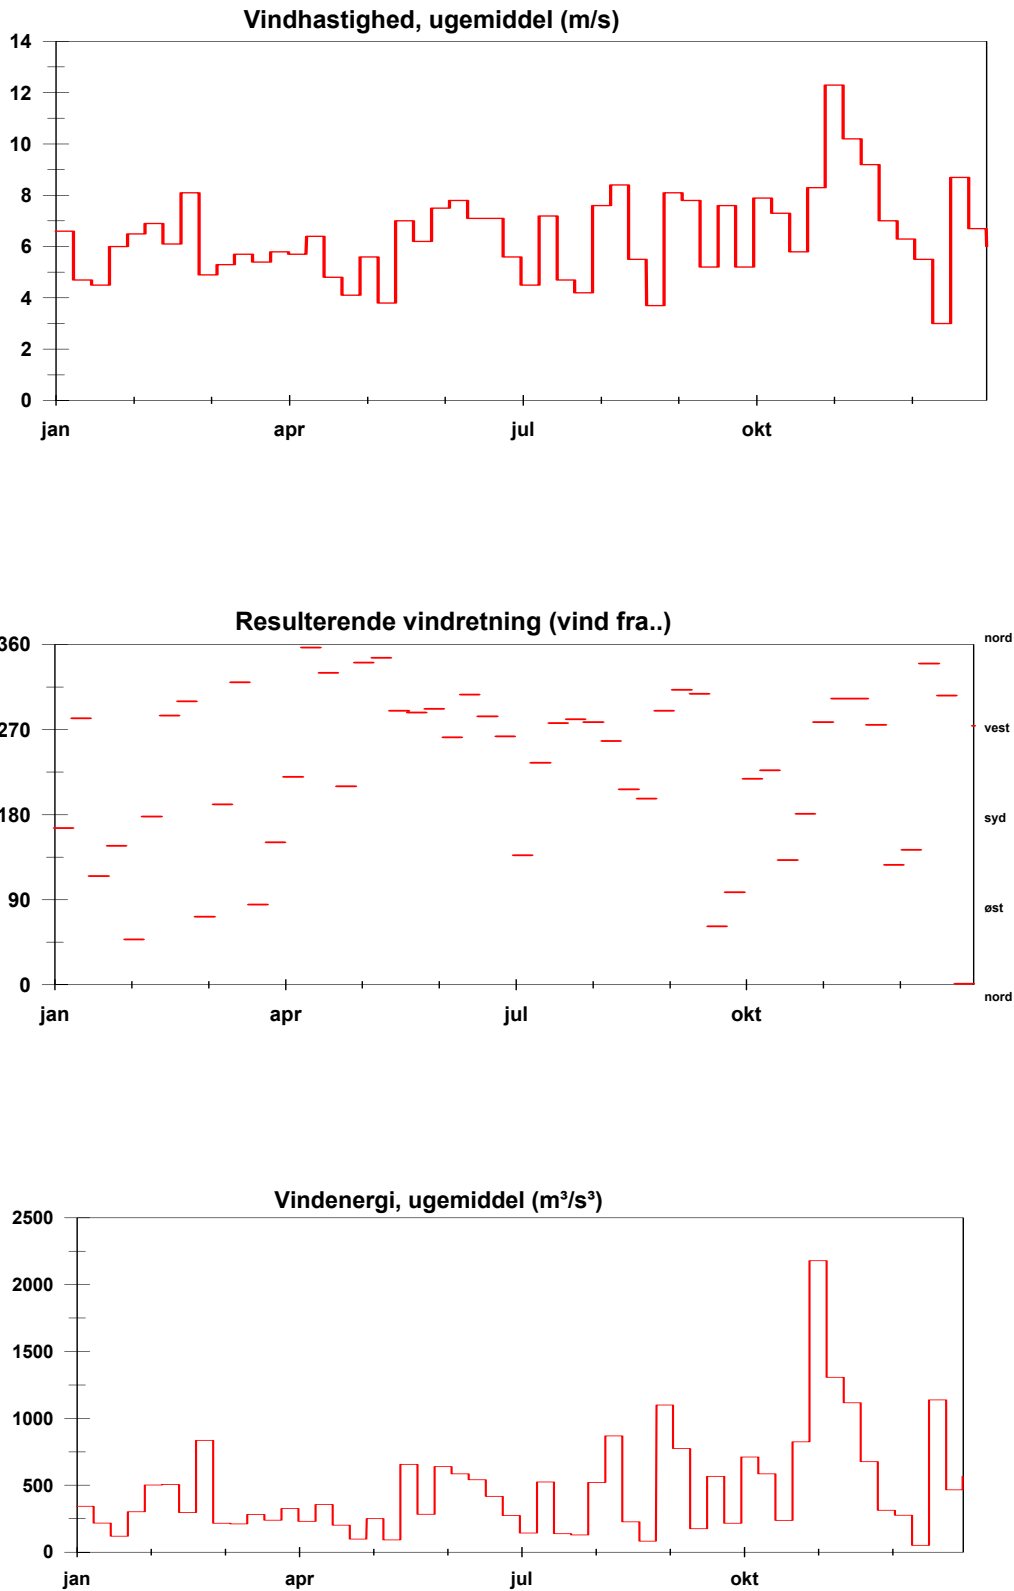 Vindhastighed, ugemiddel (m/s)
14
12
10
8
6
4
2
0
jan apr jul okt
Resulterende vindretning (vind fra..)
360 nord
270 vest
180 syd
90 øst
0 nord
jan apr jul okt
Vindenergi, ugemiddel (m³/s³)
2500
2000
1500
1000
500
0
jan apr jul okt